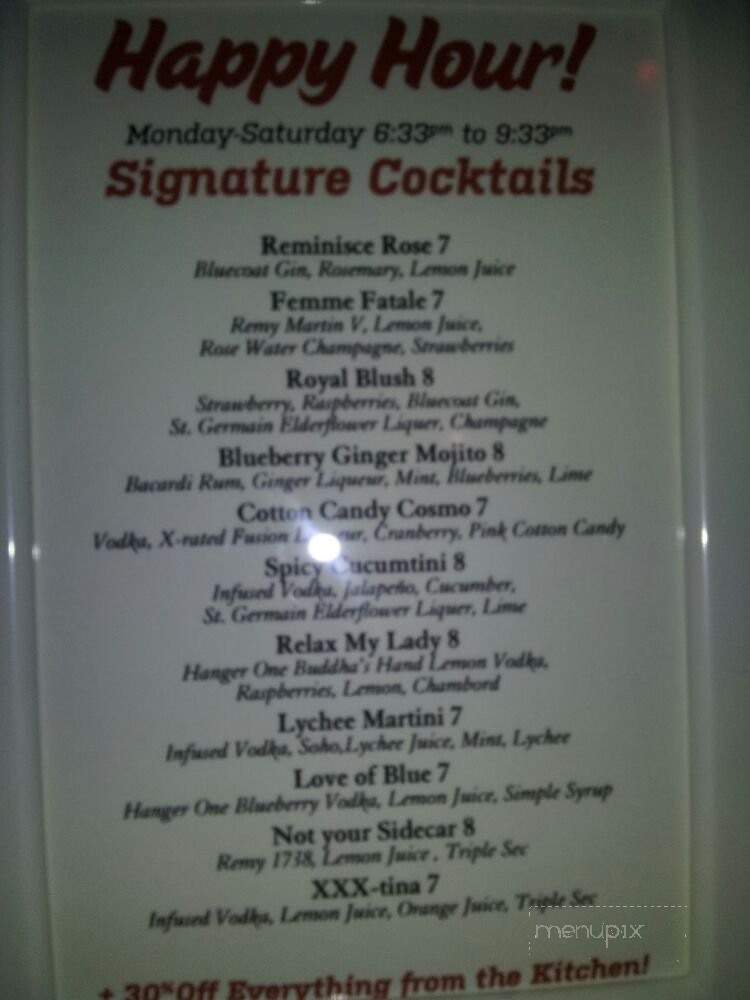 Happy Hour!
Monday-Saturday 6:33pm to 9:33pm
Signature Cocktails
Reminisce Rose 7
Bluecoat Gin, Rosemary, Lemon Juice
Femme Fatale 7
Remy Martin V, Lemon Juice,
Rose Water Champagne, Strawberries
Royal Blush 8
Strawberry, Raspberries, Bluecoat Gin,
St. Germain Elderflower Liquer, Champagne
Blueberry Ginger Mojito 8
Bacardi Rum, Ginger Liqueur, Mint, Blueberries, Lime
Cotton Candy Cosmo 7
Vodka, X-rated Fusion Liqueur, Cranberry, Pink Cotton Candy
Spicy Cucumtini 8
Infused Vodka, Jalapeño, Cucumber,
St. Germain Elderflower Liquer, Lime
Relax My Lady 8
Hanger One Buddha's Hand Lemon Vodka,
Raspberries, Lemon, Chambord
Lychee Martini 7
Infused Vodka, Soho,Lychee Juice, Mint, Lychee
Love of Blue 7
Hanger One Blueberry Vodka, Lemon Juice, Simple Syrup
Not your Sidecar 8
Remy 1738, Lemon Juice , Triple Sec
XXX-tina 7
Infused Vodka, Lemon Juice, Orange Juice, Triple Sec
menupix
+ 30%Off Everything from the Kitchen!